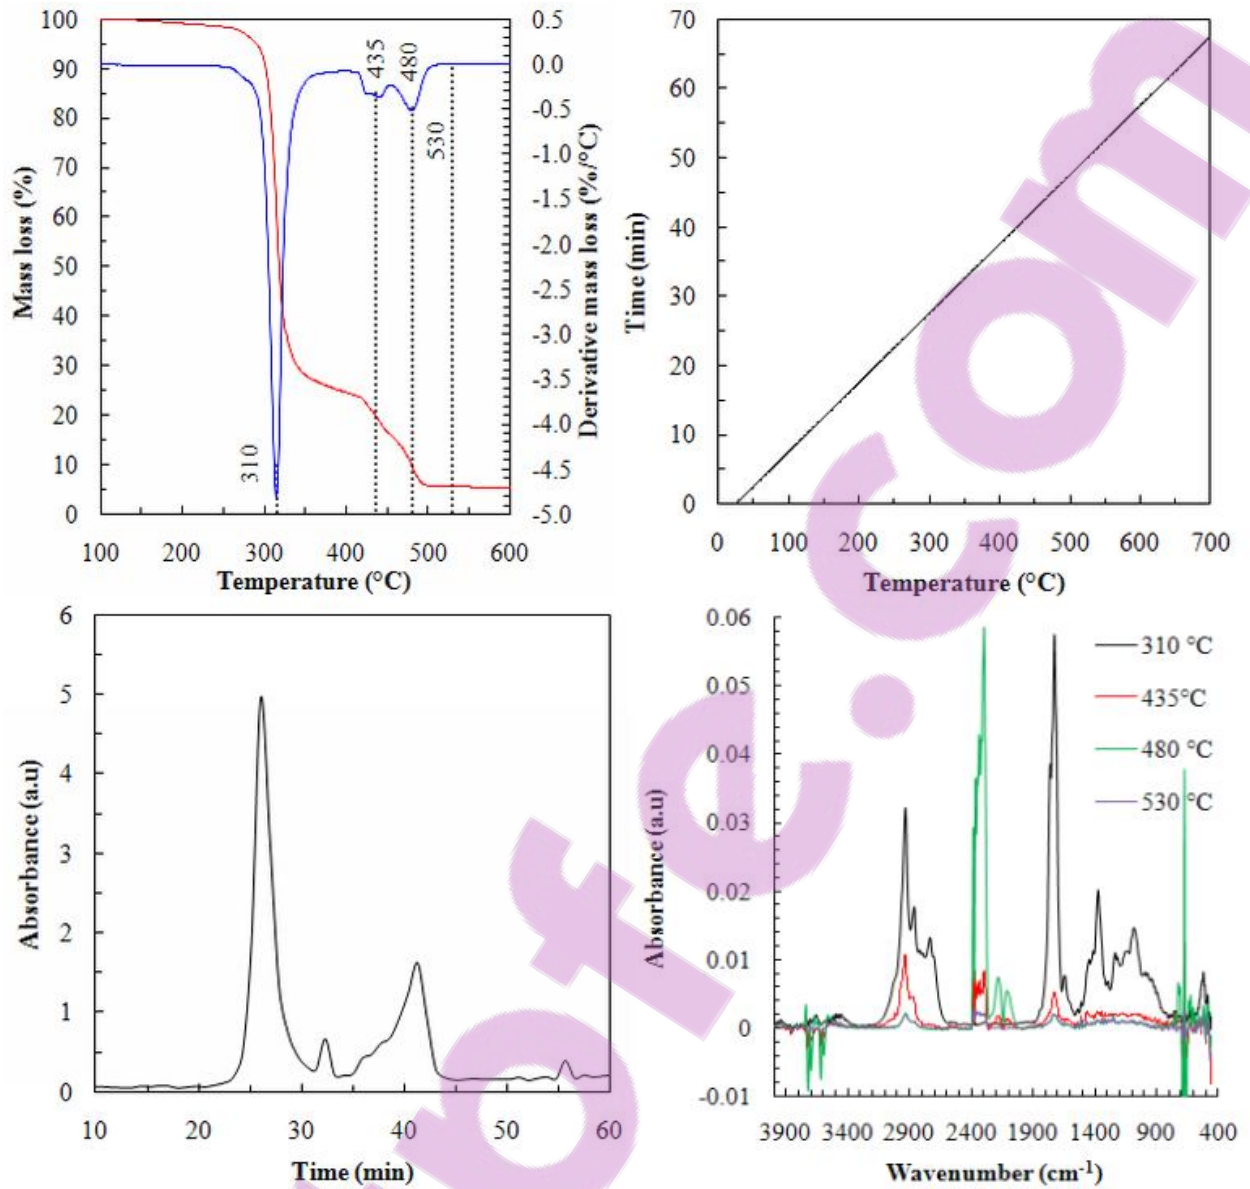 100
90
80
70
60
50
40
30
20
10
0
Mass loss (%)
0.5
0.0
-0.5
-1.0
-1.5
-2.0
-2.5
-3.0
-3.5
-4.0
-4.5
-5.0
Derivative mass loss (%/°C)
310
435
480
530
100 200 300 400 500 600
Temperature (°C)
70
60
50
40
30
20
10
0
Time (min)
0 100 200 300 400 500 600 700
Temperature (°C)
6
5
4
3
2
1
0
Absorbance (a.u)
10 20 30 40 50 60
Time (min)
0.06
0.05
0.04
0.03
0.02
0.01
0
-0.01
Absorbance (a.u)
310 °C
435°C
480 °C
530 °C
3900 3400 2900 2400 1900 1400 900 400
Wavenumber (cm-1)
ofe.com